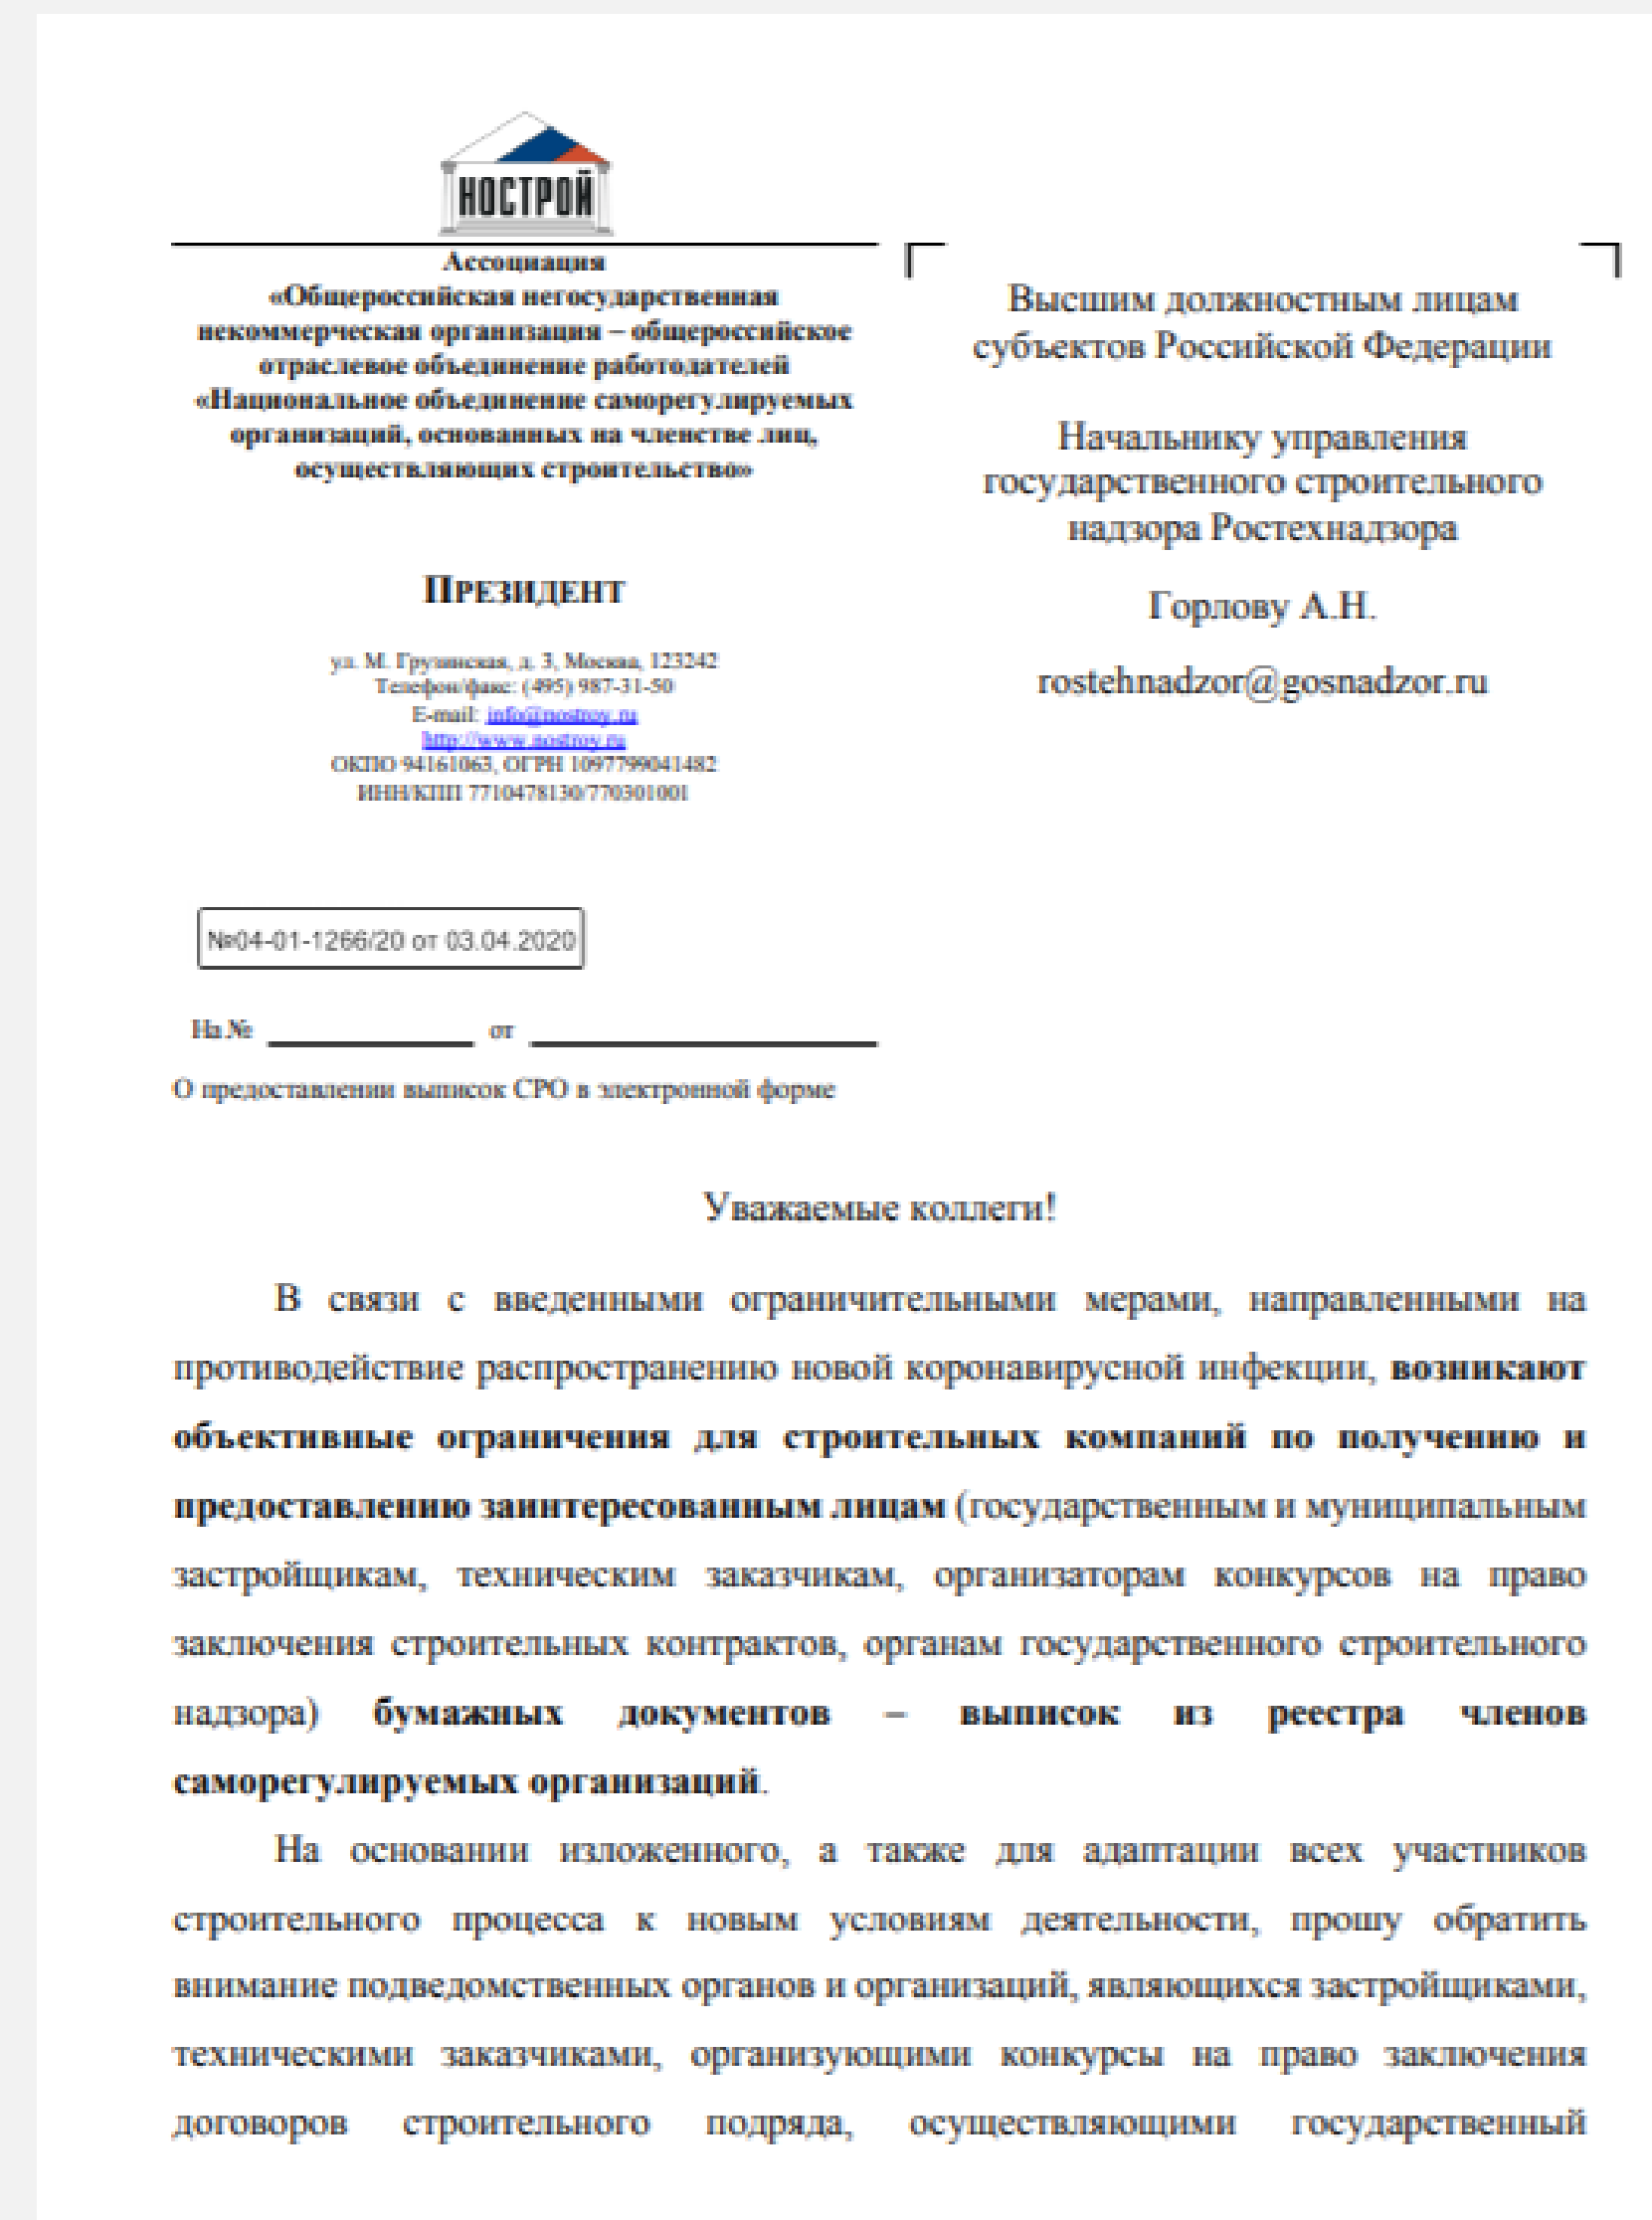 НОСТРОЙ
Ассоциация
«Общероссийская негосударственная
некоммерческая организация – общероссийское
отраслевое объединение работодателей
«Национальное объединение саморегулируемых
организаций, основанных на членстве лиц,
осуществляющих строительство»
ПРЕЗИДЕНТ
ул. М. Грузинская, д. 3, Москва, 123242
Телефон/факс: (495) 987-31-50
E-mail: info@nostroy.ru
http://www.nostroy.ru
ОКПО 94161063, ОГРН 1097799041482
ИНН/КПП 7710478130/770301001
Высшим должностным лицам
субъектов Российской Федерации
Начальнику управления
государственного строительного
надзора Ростехнадзора
Горлову А.Н.
rostehnadzor@gosnadzor.ru
№04-01-1266/20 от 03.04.2020
На № от
О предоставлении выписок СРО в электронной форме
Уважаемые коллеги!
В связи с введенными ограничительными мерами, направленными на
противодействие распространению новой коронавирусной инфекции, возникают
объективные ограничения для строительных компаний по получению и
предоставлению заинтересованным лицам (государственным и муниципальным
застройщикам, техническим заказчикам, организаторам конкурсов на право
заключения строительных контрактов, органам государственного строительного
надзора) бумажных документов – выписок из реестра членов
саморегулируемых организаций.
На основании изложенного, а также для адаптации всех участников
строительного процесса к новым условиям деятельности, прошу обратить
внимание подведомственных органов и организаций, являющихся застройщиками,
техническими заказчиками, организующими конкурсы на право заключения
договоров строительного подряда, осуществляющими государственный